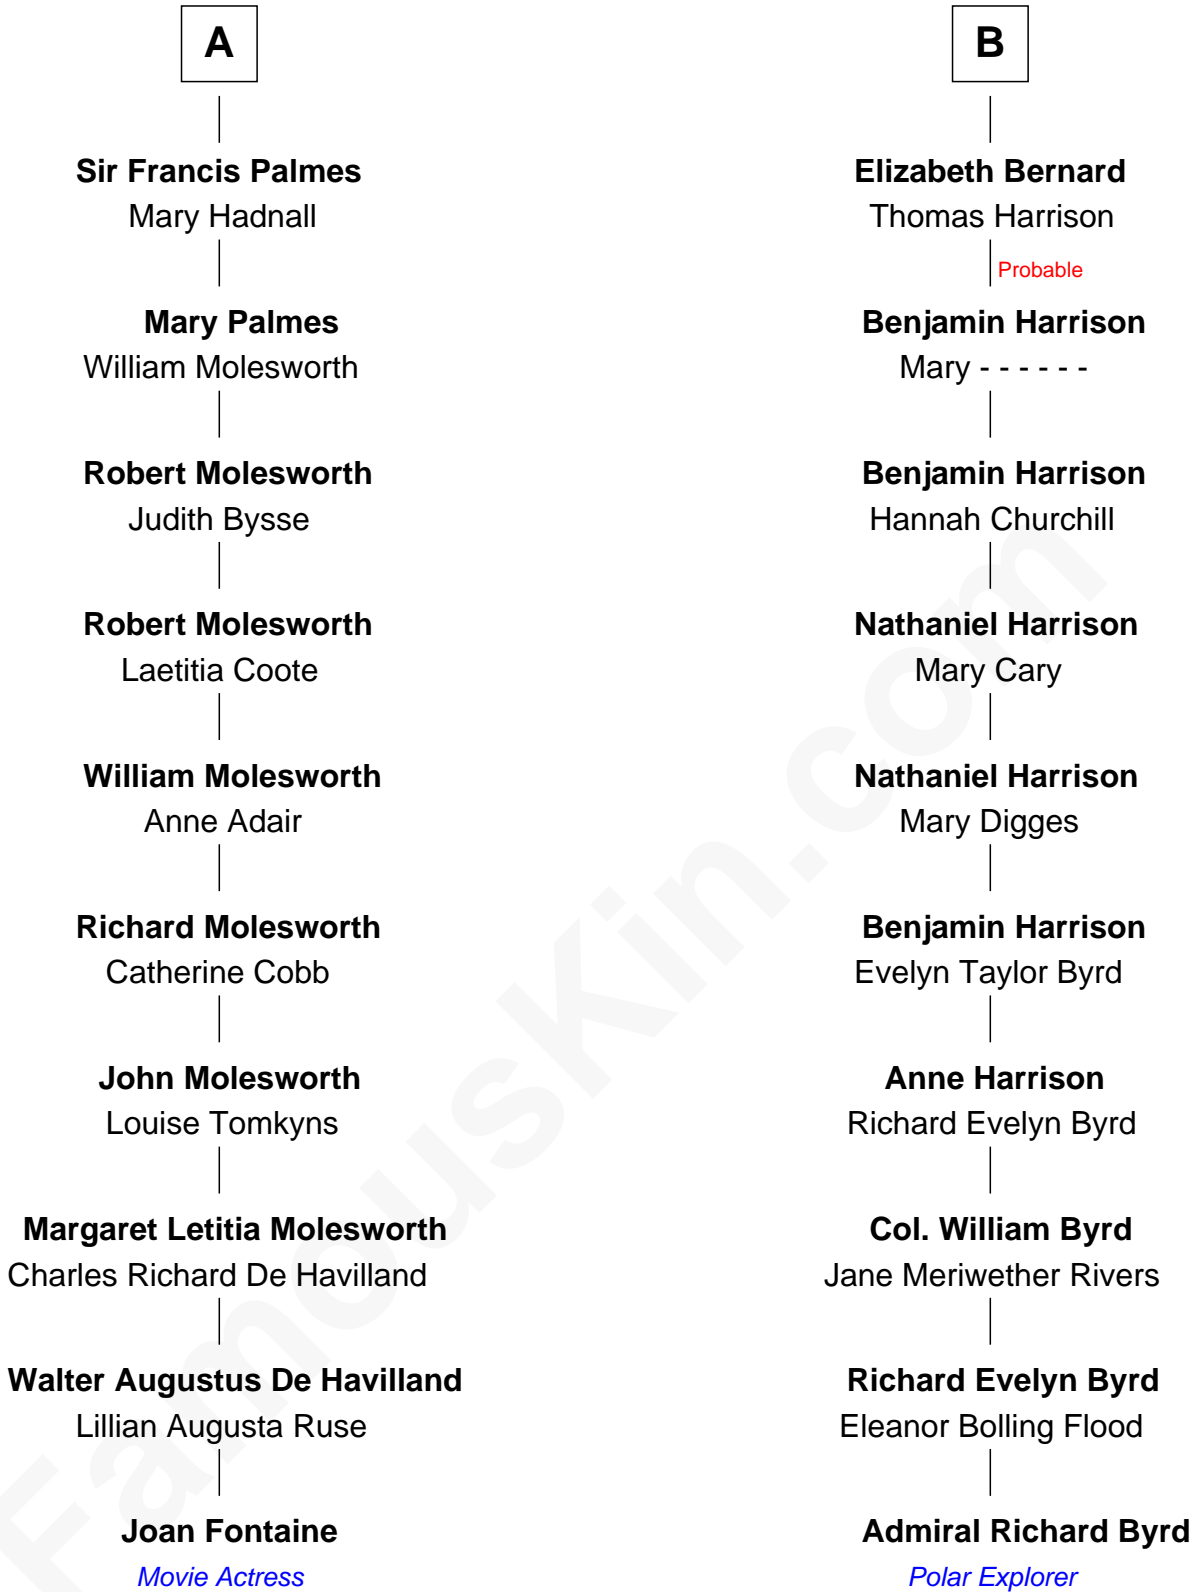 A
Sir Francis Palmes
Mary Hadnall
Mary Palmes
William Molesworth
Robert Molesworth
Judith Bysse
Robert Molesworth
Laetitia Coote
William Molesworth
Anne Adair
Richard Molesworth
Catherine Cobb
John Molesworth
Louise Tomkyns
Margaret Letitia Molesworth
Charles Richard De Havilland
Walter Augustus De Havilland
Lillian Augusta Ruse
Joan Fontaine
Movie Actress
B
Elizabeth Bernard
Thomas Harrison
Probable
Benjamin Harrison
Mary - - - - - -
Benjamin Harrison
Hannah Churchill
Nathaniel Harrison
Mary Cary
Nathaniel Harrison
Mary Digges
Benjamin Harrison
Evelyn Taylor Byrd
Anne Harrison
Richard Evelyn Byrd
Col. William Byrd
Jane Meriwether Rivers
Richard Evelyn Byrd
Eleanor Bolling Flood
Admiral Richard Byrd
Polar Explorer
FamousKin.com